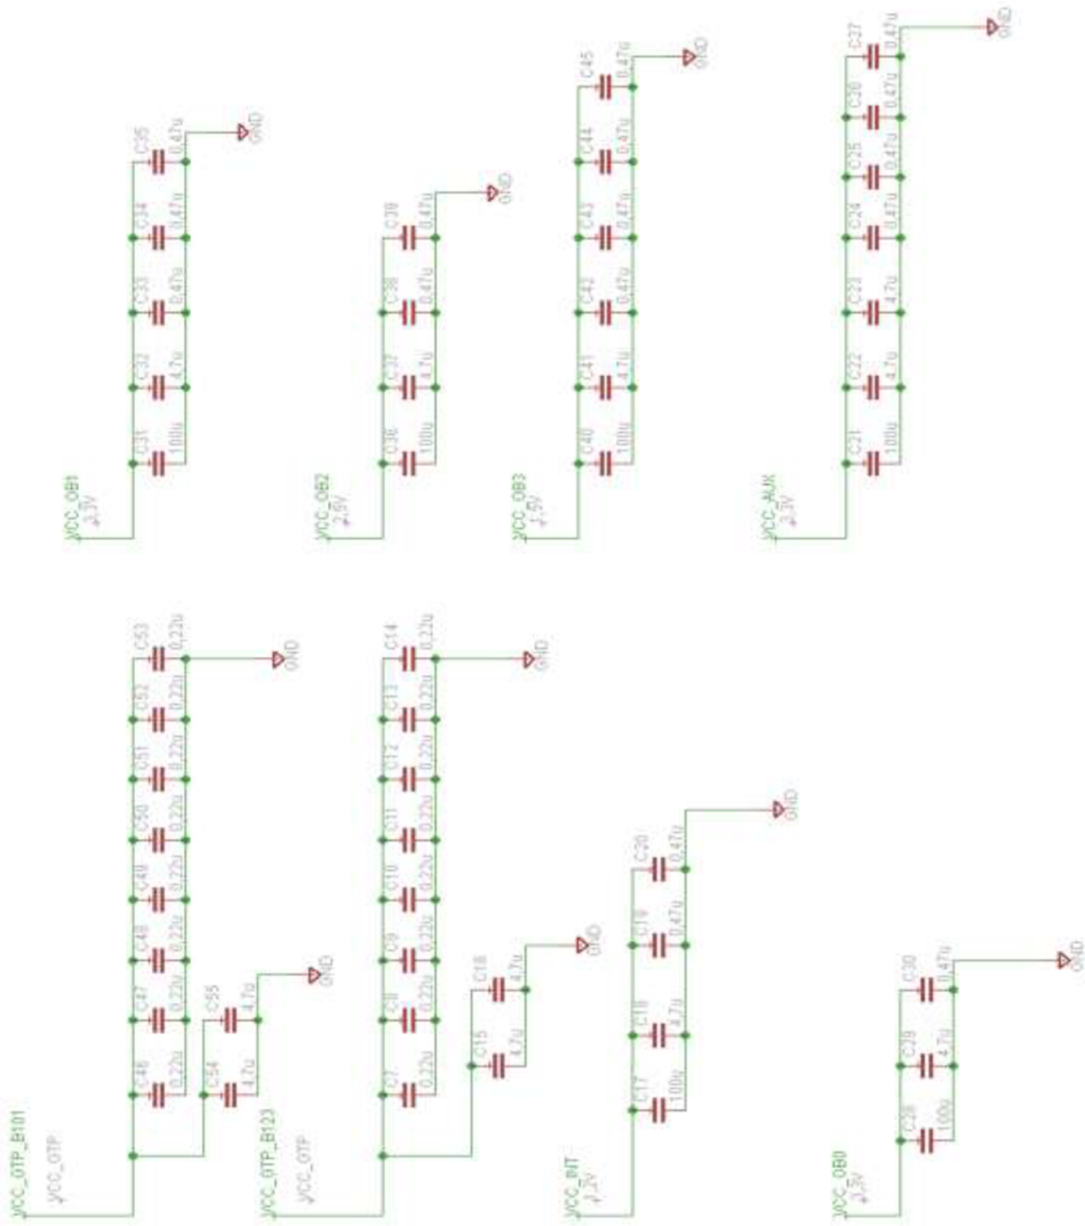 VCC_OB1
3,3V
C31 C32 C33 C34 C35
100u 4,7u 0,47u 0,47u 0,47u
GND
VCC_OB2
2,5V
C36 C37 C38 C39
100u 4,7u 0,47u 0,47u
GND
VCC_OB3
1,5V
C40 C41 C42 C43 C44 C45
100u 4,7u 0,47u 0,47u 0,47u 0,47u
GND
VCC_AUX
3,3V
C21 C22 C23 C24 C25 C26 C27
100u 4,7u 4,7u 0,47u 0,47u 0,47u 0,47u
GND
VCC_GTP_B101
VCC_GTP
C46 C47 C48 C49 C50 C51 C52 C53
0,22u 0,22u 0,22u 0,22u 0,22u 0,22u 0,22u 0,22u
GND
C54 C55
4,7u 4,7u
GND
VCC_GTP_B123
VCC_GTP
C7 C8 C9 C10 C11 C12 C13 C14
0,22u 0,22u 0,22u 0,22u 0,22u 0,22u 0,22u 0,22u
GND
C15 C16
4,7u 4,7u
GND
VCC_INT
1,2V
C17 C18 C19 C20
100u 4,7u 0,47u 0,47u
GND
VCC_OB0
3,3V
C28 C29 C30
100u 4,7u 0,47u
GND